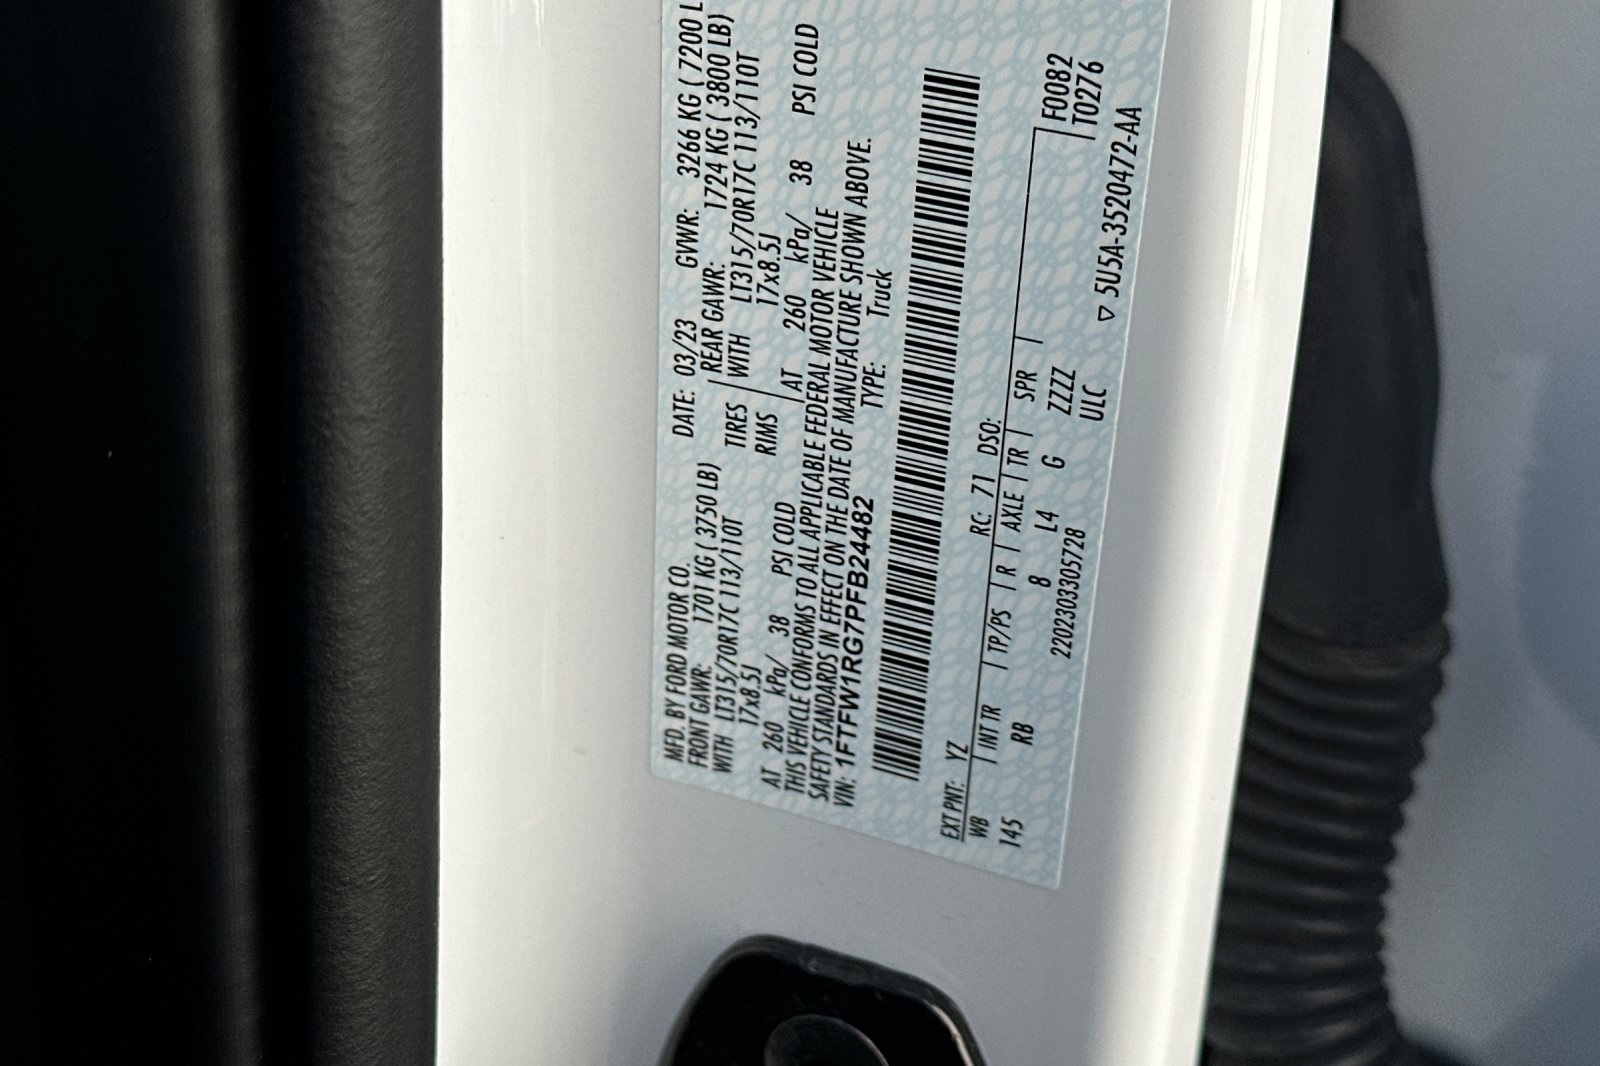 MFD. BY FORD MOTOR CO. DATE: 03/23 GVWR: 3266 KG ( 7200 L
FRONT GAWR: 1701 KG ( 3750 LB) REAR GAWR: 1724 KG ( 3800 LB)
WITH LT315/70R17C 113/110T TIRES WITH LT315/70R17C 113/110T
17x8.5J RIMS 17x8.5J
AT 260 kPa/ 38 PSI COLD AT 260 kPa/ 38 PSI COLD
THIS VEHICLE CONFORMS TO ALL APPLICABLE FEDERAL MOTOR VEHICLE
SAFETY STANDARDS IN EFFECT ON THE DATE OF MANUFACTURE SHOWN ABOVE.
VIN: 1FTFW1RG7PFB24482 TYPE: Truck
EXT PNT: YZ RC: 71 DSO: F0082
WB | INT TR | TP/PS | R | AXLE | TR | SPR | T0276
145 RB 8 L4 G ZZZZ
2202303305728 ULC ▽ 5U5A-3520472-AA